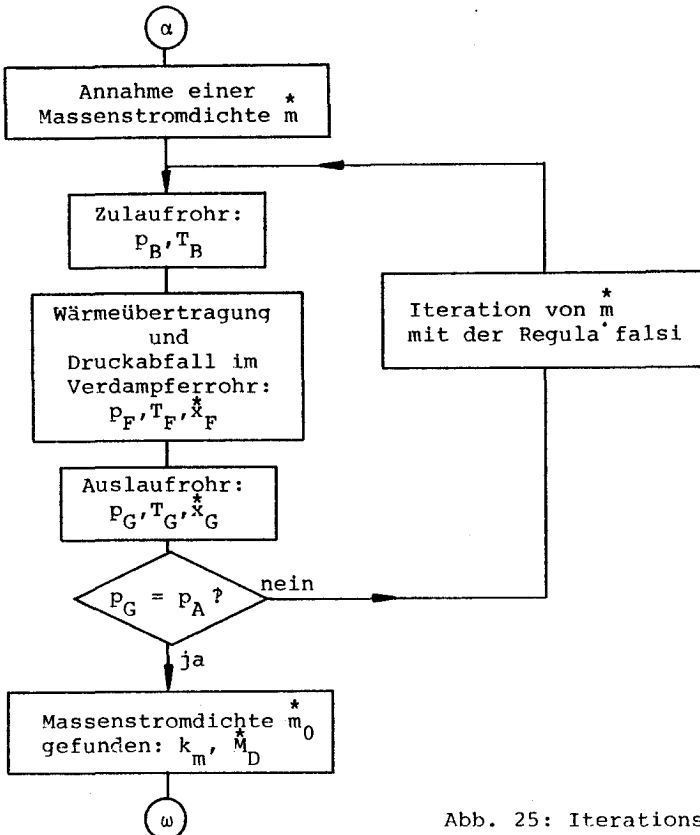 α
Annahme einer
Massenstromdichte m*
Zulaufrohr:
p_B, T_B
Wärmeübertragung
und
Druckabfall im
Verdampferrohr:
p_F, T_F, x*_F
Auslaufrohr:
p_G, T_G, x*_G
p_G = p_A ?
nein
ja
Iteration von m*
mit der Regula falsi
Massenstromdichte m*_0
gefunden: k_m, M*_D
ω
Abb. 25: Iterations